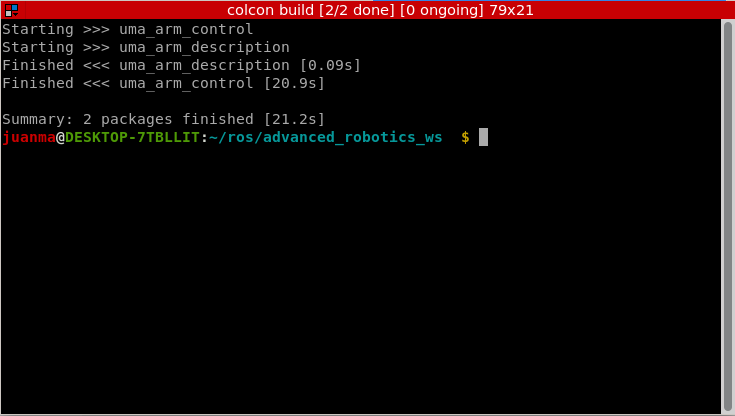 colcon build [2/2 done] [0 ongoing] 79x21
Starting >>> uma_arm_control
Starting >>> uma_arm_description
Finished <<< uma_arm_description [0.09s]
Finished <<< uma_arm_control [20.9s]
Summary: 2 packages finished [21.2s]
juanma@DESKTOP-7TBLLIT:~/ros/advanced_robotics_ws  $